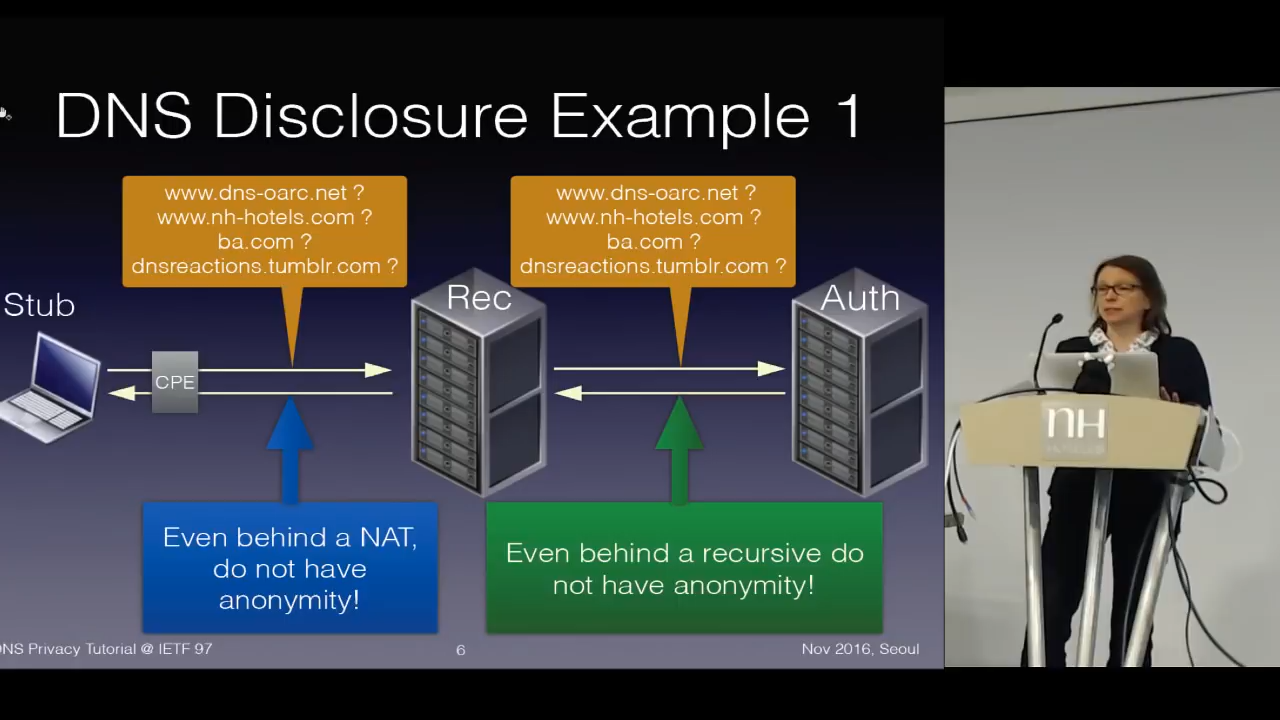 DNS Disclosure Example 1
www.dns-oarc.net ?
www.nh-hotels.com ?
ba.com ?
dnsreactions.tumblr.com ?
www.dns-oarc.net ?
www.nh-hotels.com ?
ba.com ?
dnsreactions.tumblr.com ?
Stub
CPE
Rec
Auth
Even behind a NAT,
do not have
anonymity!
Even behind a recursive do
not have anonymity!
DNS Privacy Tutorial @ IETF 97
6
Nov 2016, Seoul
nH